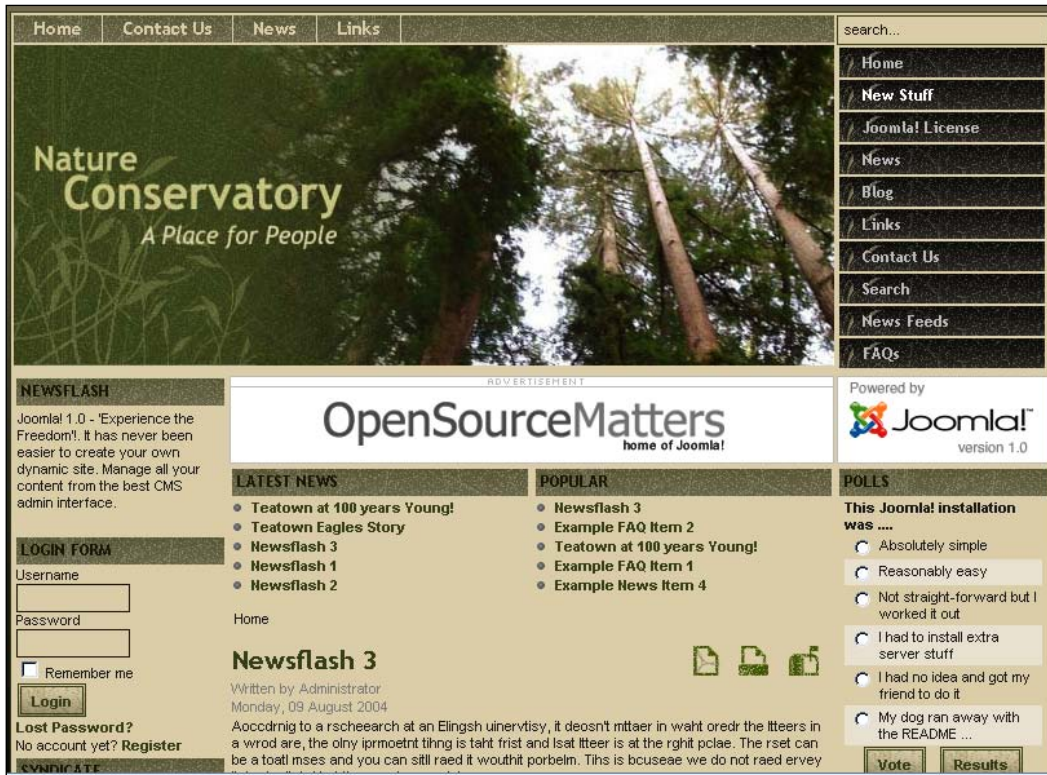 Home Contact Us News Links
search...
Nature
Conservatory
A Place for People
Home
New Stuff
Joomla! License
News
Blog
Links
Contact Us
Search
News Feeds
FAQs
NEWSFLASH
Joomla! 1.0 - 'Experience the
Freedom'!. It has never been
easier to create your own
dynamic site. Manage all your
content from the best CMS
admin interface.
LOGIN FORM
Username
Password
Remember me
Login
Lost Password?
No account yet? Register
SYNDICATE
ADVERTISEMENT
OpenSourceMatters
home of Joomla!
LATEST NEWS
Teatown at 100 years Young!
Teatown Eagles Story
Newsflash 3
Newsflash 1
Newsflash 2
POPULAR
Newsflash 3
Example FAQ Item 2
Teatown at 100 years Young!
Example FAQ Item 1
Example News Item 4
Home
Newsflash 3
Written by Administrator
Monday, 09 August 2004
Aoccdrnig to a rscheearch at an Elingsh uinervtisy, it deosn't mttaer in waht oredr the ltteers in
a wrod are, the olny iprmoetnt tihng is taht frist and lsat ltteer is at the rghit pclae. The rset can
be a toatl mses and you can sitll raed it wouthit porbelm. Tihs is bcuseae we do not raed ervey
Powered by
Joomla!™
version 1.0
POLLS
This Joomla! installation
was ....
Absolutely simple
Reasonably easy
Not straight-forward but I
worked it out
I had to install extra
server stuff
I had no idea and got my
friend to do it
My dog ran away with
the README ...
Vote Results